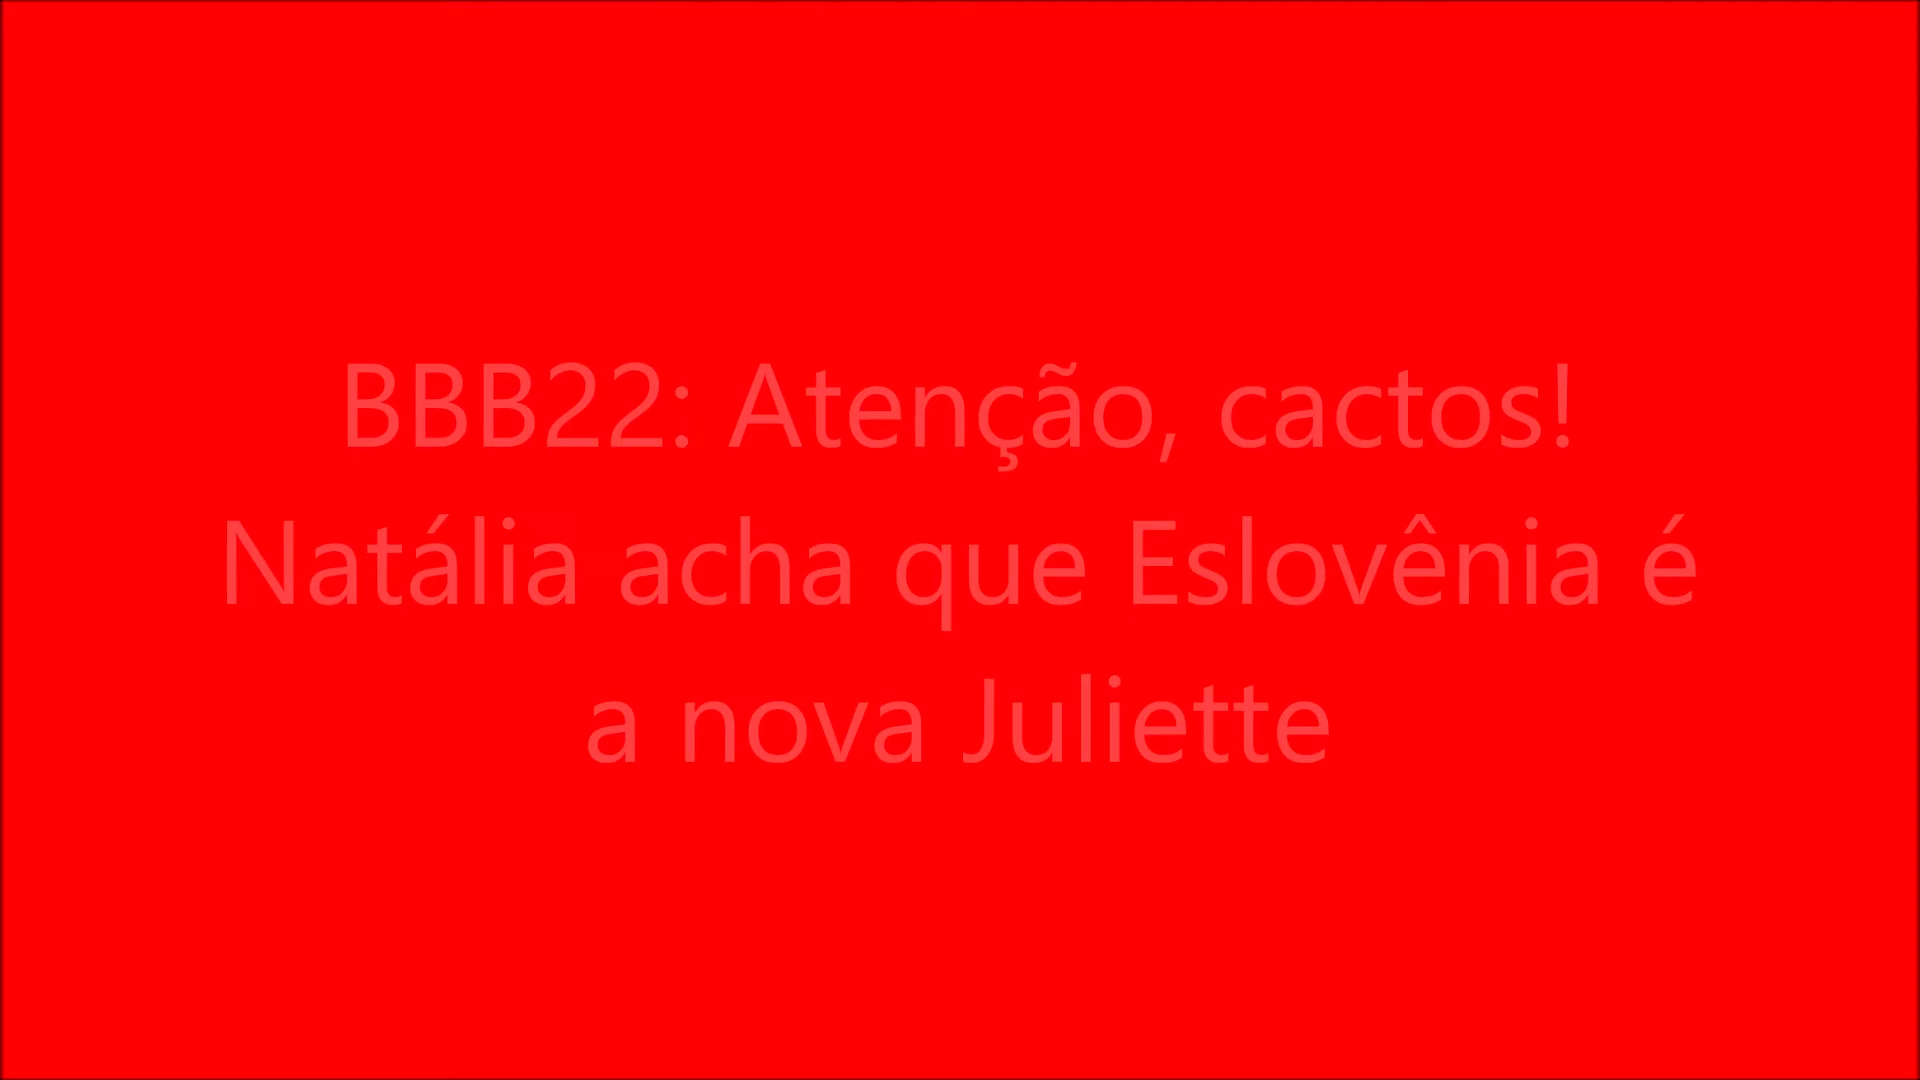 BBB22: Atenção, cactos!
Natália acha que Eslovênia é
a nova Juliette